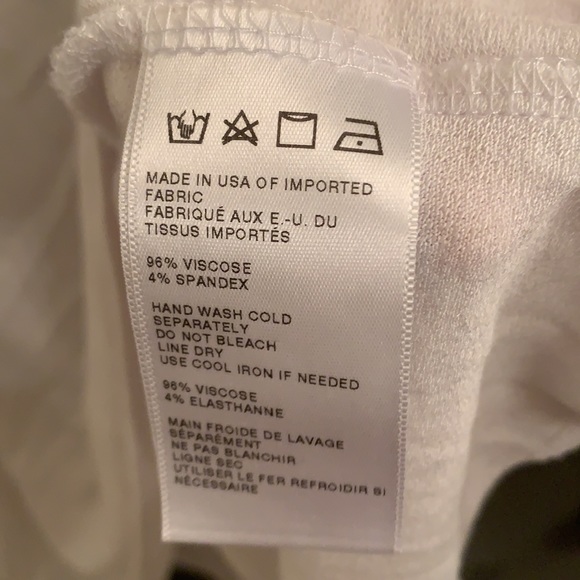 MADE IN USA OF IMPORTED
FABRIC
FABRIQUÉ AUX E.-U. DU
TISSUS IMPORTÉS
96% VISCOSE
4% SPANDEX
HAND WASH COLD
SEPARATELY
DO NOT BLEACH
LINE DRY
USE COOL IRON IF NEEDED
96% VISCOSE
4% ELASTHANNE
MAIN FROIDE DE LAVAGE
SÉPARÉMENT
NE PAS BLANCHIR
LIGNE SEC
UTILISER LE FER REFROIDIR SI
NÉCESSAIRE